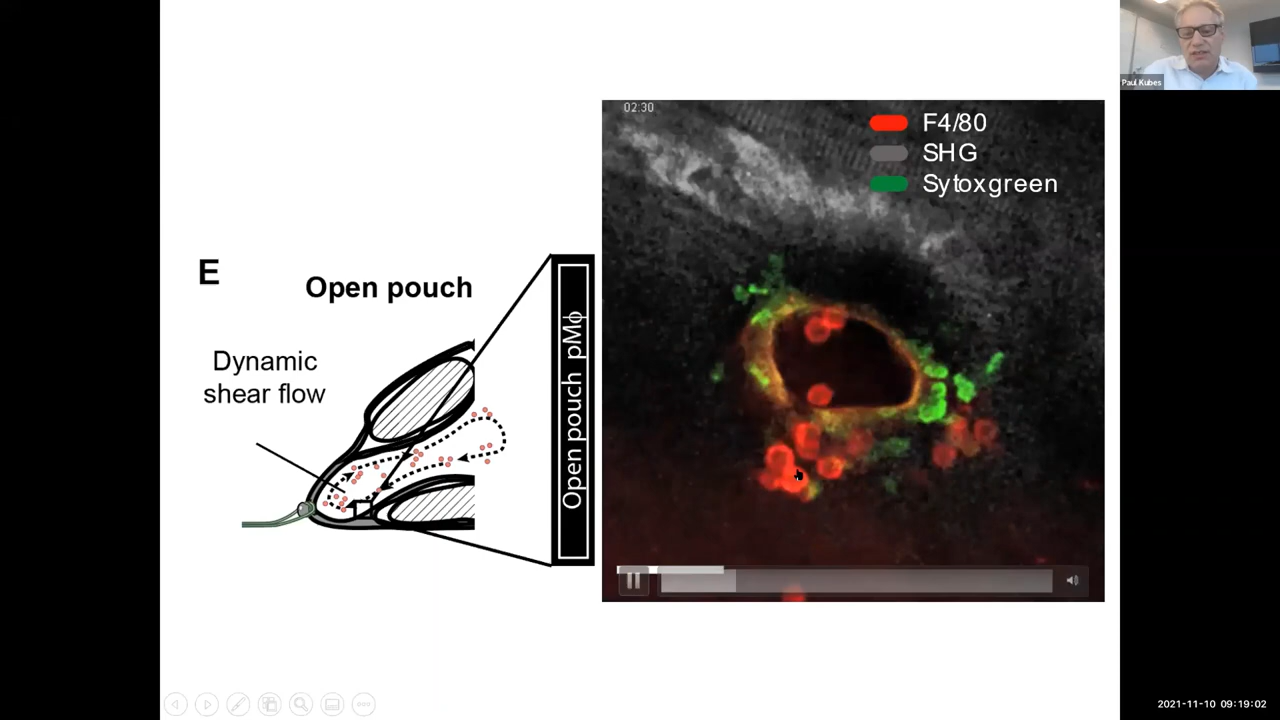 Paul Kubes
02:30
F4/80
SHG
Sytoxgreen
E
Open pouch
Dynamic
shear flow
Open pouch pMϕ
2021-11-10 09:19:02